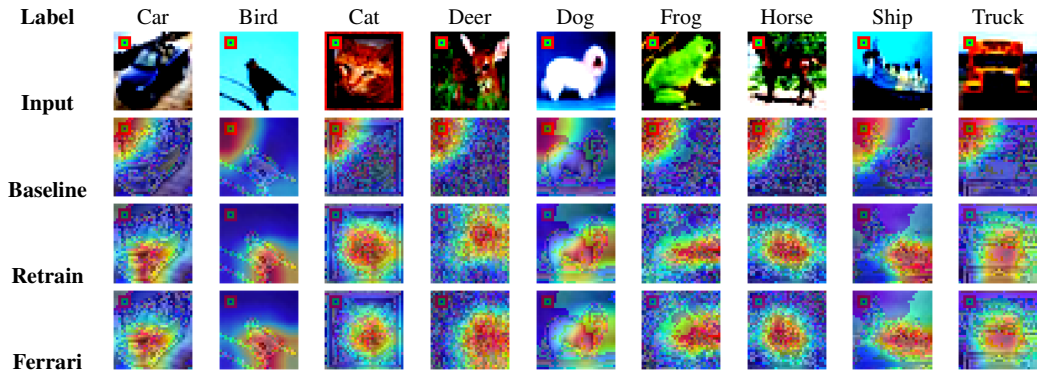 Label Car Bird Cat Deer Dog Frog Horse Ship Truck
Input
Baseline
Retrain
Ferrari